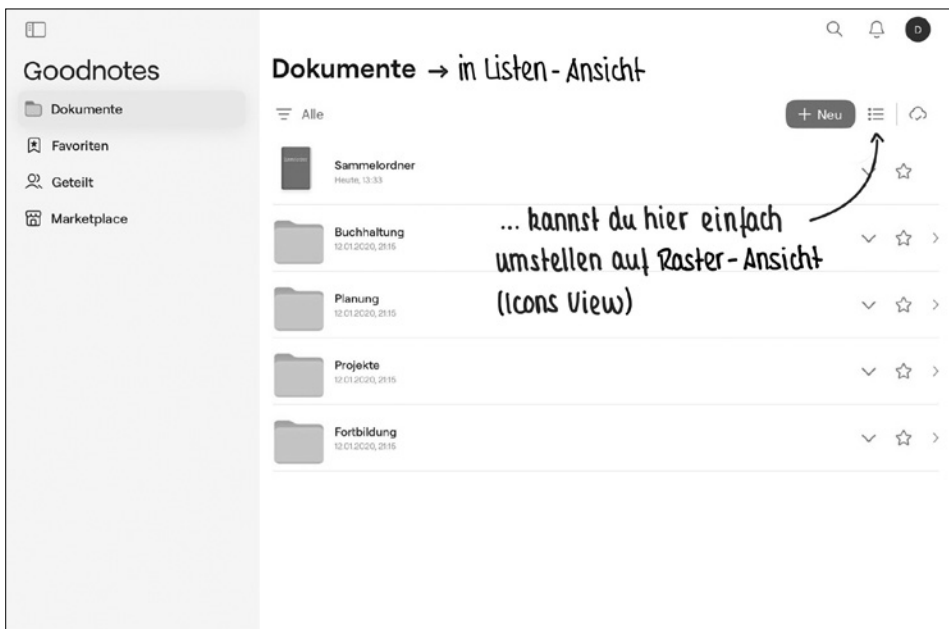 D
Goodnotes
Dokumente → in Listen-Ansicht
Dokumente
Alle
+ Neu
Favoriten
Geteilt
Marketplace
Sammelordner
Heute, 13:33
... kannst du hier einfach
umstellen auf Raster-Ansicht
(Icons View)
Buchhaltung
12.01.2020, 21:15
Planung
12.01.2020, 21:15
Projekte
12.01.2020, 21:15
Fortbildung
12.01.2020, 21:15